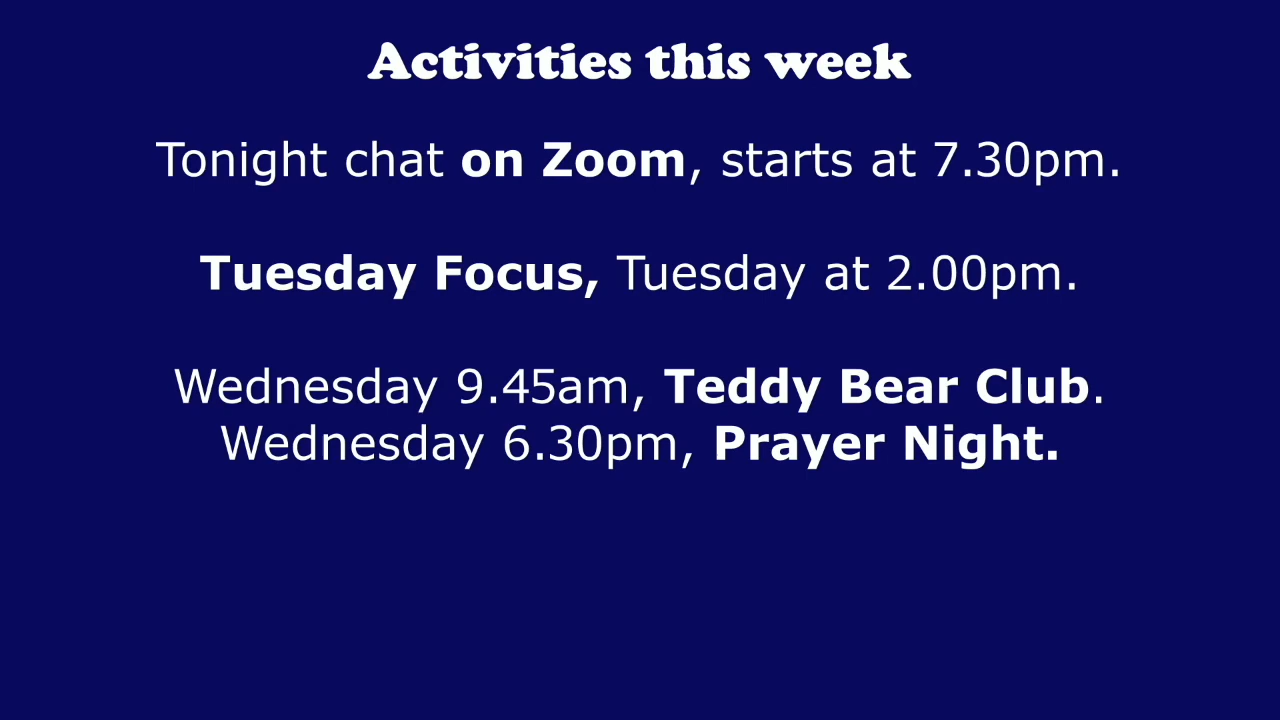 Activities this week
Tonight chat on Zoom, starts at 7.30pm.
Tuesday Focus, Tuesday at 2.00pm.
Wednesday 9.45am, Teddy Bear Club.
Wednesday 6.30pm, Prayer Night.